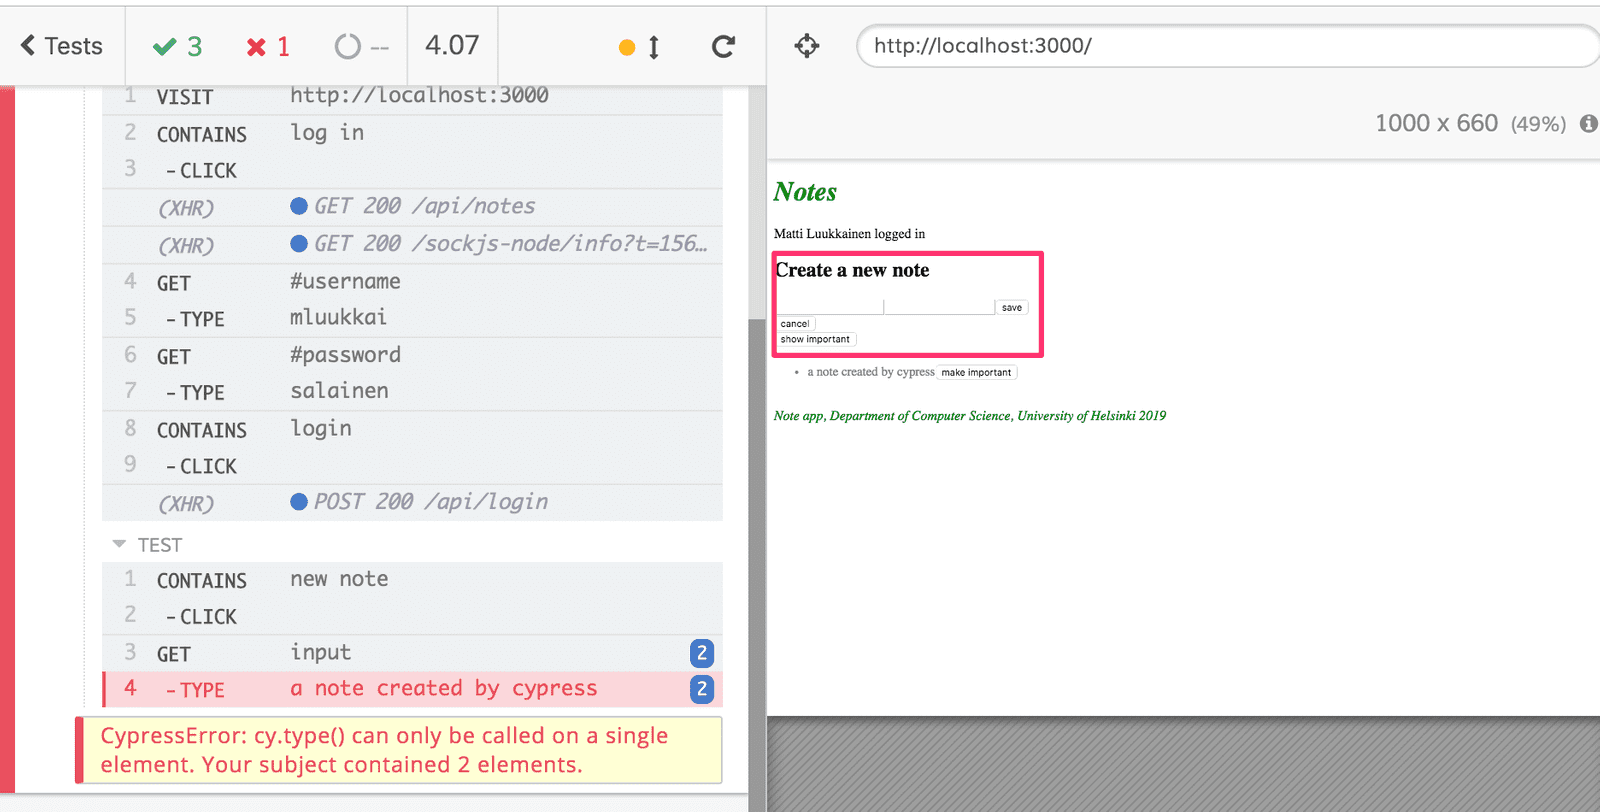 Tests 3 1 -- 4.07
http://localhost:3000/
1000 x 660 (49%)
1 VISIT http://localhost:3000
2 CONTAINS log in
3 -CLICK
(XHR) GET 200 /api/notes
(XHR) GET 200 /sockjs-node/info?t=156…
4 GET #username
5 -TYPE mluukkai
6 GET #password
7 -TYPE salainen
8 CONTAINS login
9 -CLICK
(XHR) POST 200 /api/login
TEST
1 CONTAINS new note
2 -CLICK
3 GET input 2
4 -TYPE a note created by cypress 2
CypressError: cy.type() can only be called on a single
element. Your subject contained 2 elements.
Notes
Matti Luukkainen logged in
Create a new note
save
cancel
show important
• a note created by cypress make important
Note app, Department of Computer Science, University of Helsinki 2019